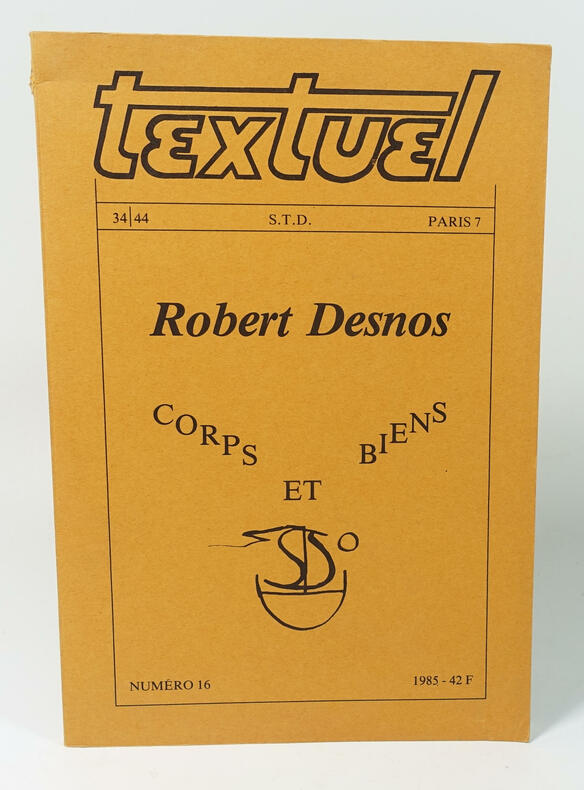 textuel
34|44 S.T.D. PARIS 7
Robert Desnos
CORPS ET BIENS
NUMÉRO 16 1985 - 42 F